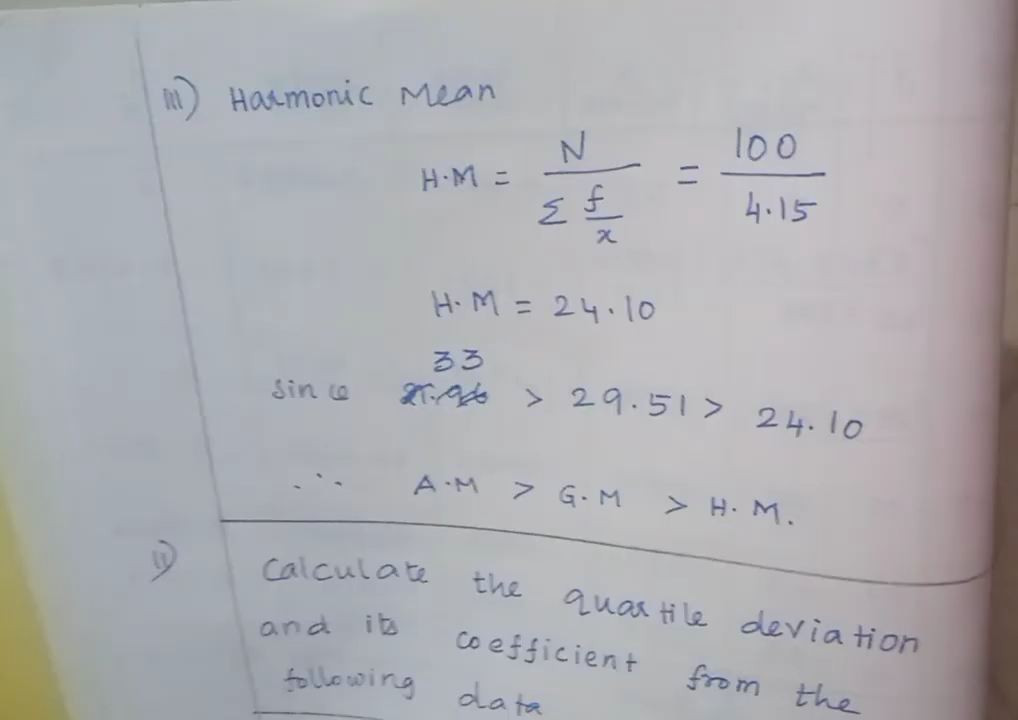 iii) Harmonic Mean
H.M = N / Σ f/x = 100 / 4.15
H.M = 24.10
33
Since > 29.51 > 24.10
∴ A.M > G.M > H.M.
ii) Calculate the quartile deviation
and its coefficient from the
following data